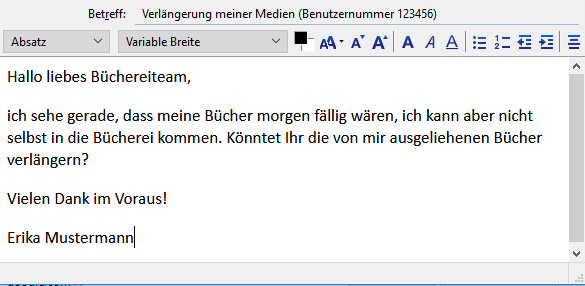 Betreff: Verlängerung meiner Medien (Benutzernummer 123456)
Absatz Variable Breite
Hallo liebes Büchereiteam,
ich sehe gerade, dass meine Bücher morgen fällig wären, ich kann aber nicht
selbst in die Bücherei kommen. Könntet Ihr die von mir ausgeliehenen Bücher
verlängern?
Vielen Dank im Voraus!
Erika Mustermann